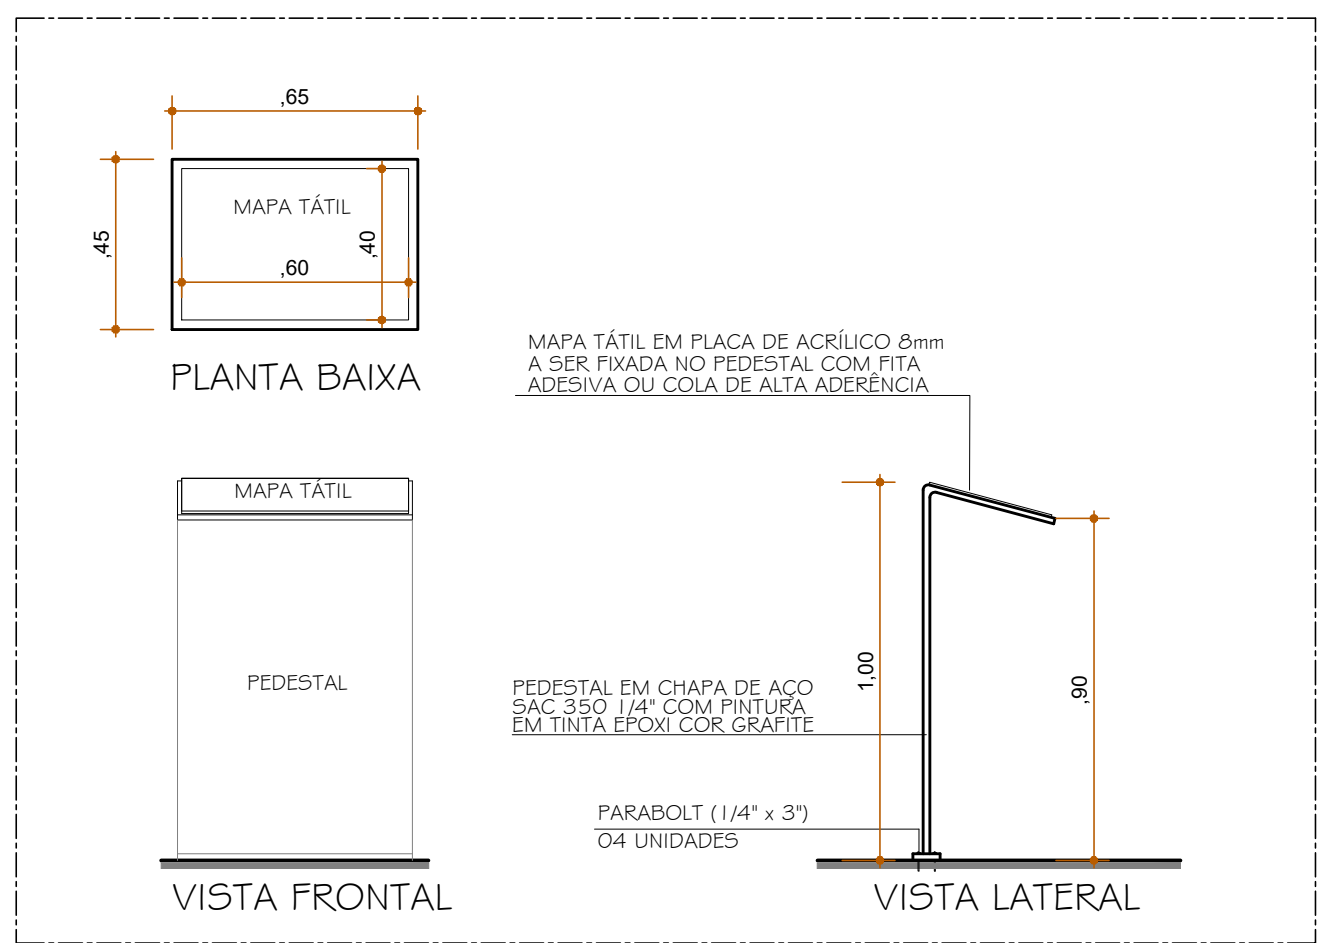 ,65
MAPA TÁTIL
,45
,40
,60
PLANTA BAIXA
MAPA TÁTIL EM PLACA DE ACRÍLICO 8mm
A SER FIXADA NO PEDESTAL COM FITA
ADESIVA OU COLA DE ALTA ADERÊNCIA
MAPA TÁTIL
PEDESTAL
VISTA FRONTAL
1,00
,90
PEDESTAL EM CHAPA DE AÇO
SAC 350 1/4" COM PINTURA
EM TINTA EPOXI COR GRAFITE
PARABOLT (1/4" x 3")
04 UNIDADES
VISTA LATERAL